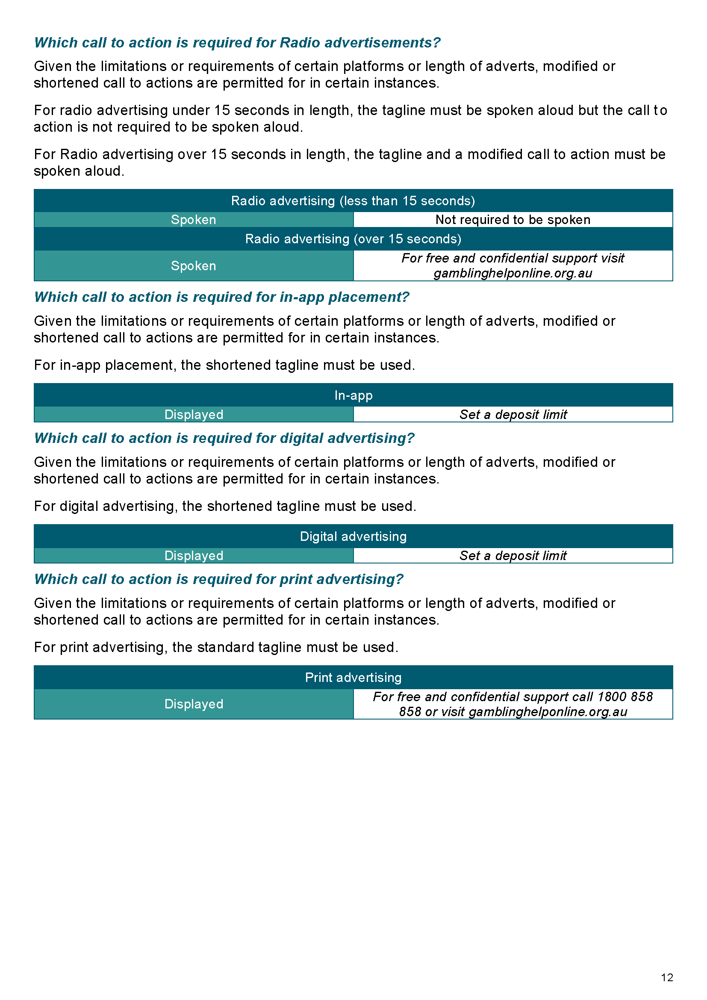 Which call to action is required for Radio advertisements?
Given the limitations or requirements of certain platforms or length of adverts, modified or
shortened call to actions are permitted for in certain instances.
For radio advertising under 15 seconds in length, the tagline must be spoken aloud but the call to
action is not required to be spoken aloud.
For Radio advertising over 15 seconds in length, the tagline and a modified call to action must be
spoken aloud.
Radio advertising (less than 15 seconds)
Spoken
Not required to be spoken
Radio advertising (over 15 seconds)
Spoken
For free and confidential support visit
gamblinghelponline.org.au
Which call to action is required for in-app placement?
Given the limitations or requirements of certain platforms or length of adverts, modified or
shortened call to actions are permitted for in certain instances.
For in-app placement, the shortened tagline must be used.
In-app
Displayed
Set a deposit limit
Which call to action is required for digital advertising?
Given the limitations or requirements of certain platforms or length of adverts, modified or
shortened call to actions are permitted for in certain instances.
For digital advertising, the shortened tagline must be used.
Digital advertising
Displayed
Set a deposit limit
Which call to action is required for print advertising?
Given the limitations or requirements of certain platforms or length of adverts, modified or
shortened call to actions are permitted for in certain instances.
For print advertising, the standard tagline must be used.
Print advertising
Displayed
For free and confidential support call 1800 858
858 or visit gamblinghelponline.org.au
12